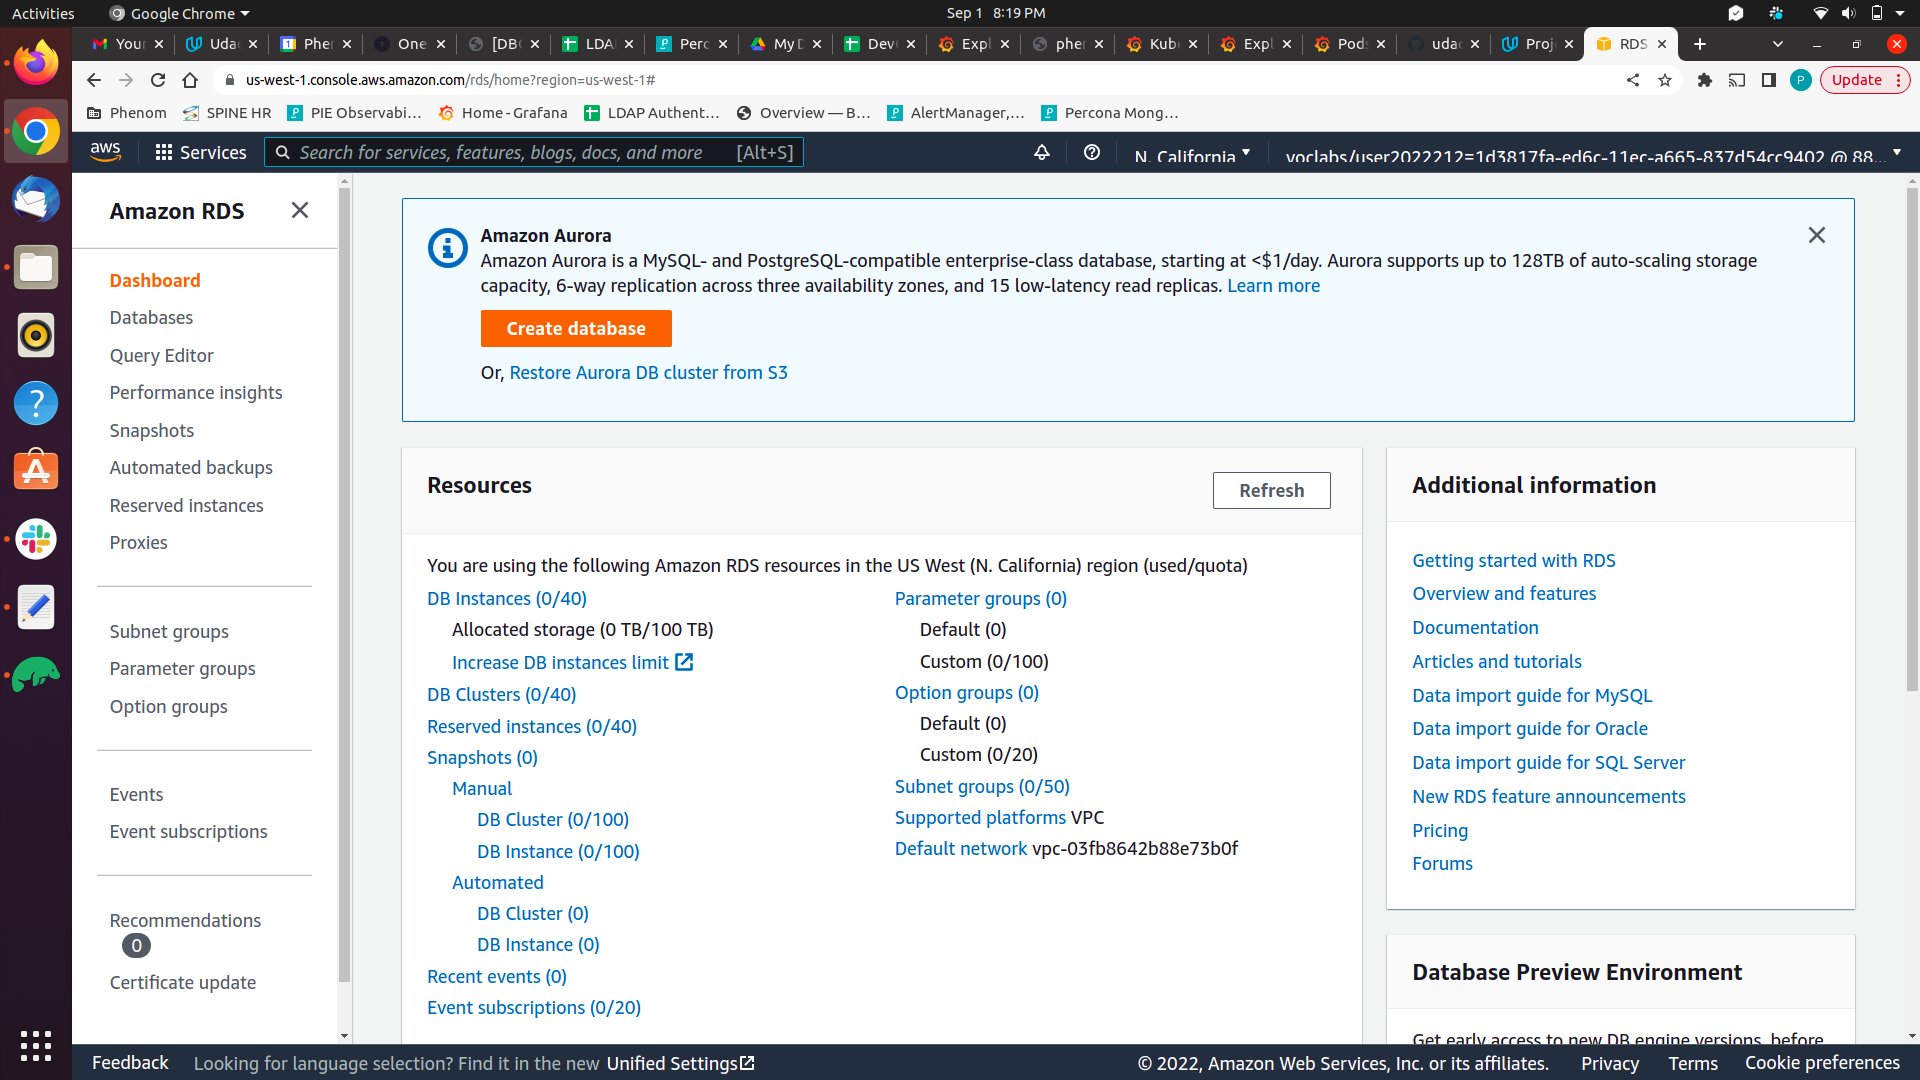 Activities
Google Chrome
Sep 1 8:19 PM
Your
Uda
Pher
One
[DBO
LDA
Perc
My D
Dev
Expl
pher
Kube
Expl
Pods
udac
Proj
RDS
us-west-1.console.aws.amazon.com/rds/home?region=us-west-1#
P
Update
Phenom
SPINE HR
PIE Observabi...
Home - Grafana
LDAP Authent...
Overview — B...
AlertManager,...
Percona Mong...
aws
Services
Search for services, features, blogs, docs, and more [Alt+S]
N. California
voclabs/user2022212=1d3817fa-ed6c-11ec-a665-837d54cc9402 @ 88...
Amazon RDS
Dashboard
Databases
Query Editor
Performance insights
Snapshots
Automated backups
Reserved instances
Proxies
Subnet groups
Parameter groups
Option groups
Events
Event subscriptions
Recommendations
0
Certificate update
Amazon Aurora
Amazon Aurora is a MySQL- and PostgreSQL-compatible enterprise-class database, starting at <$1/day. Aurora supports up to 128TB of auto-scaling storage
capacity, 6-way replication across three availability zones, and 15 low-latency read replicas. Learn more
Create database
Or, Restore Aurora DB cluster from S3
Resources
Refresh
You are using the following Amazon RDS resources in the US West (N. California) region (used/quota)
DB Instances (0/40)
Allocated storage (0 TB/100 TB)
Increase DB instances limit
DB Clusters (0/40)
Reserved instances (0/40)
Snapshots (0)
Manual
DB Cluster (0/100)
DB Instance (0/100)
Automated
DB Cluster (0)
DB Instance (0)
Recent events (0)
Event subscriptions (0/20)
Parameter groups (0)
Default (0)
Custom (0/100)
Option groups (0)
Default (0)
Custom (0/20)
Subnet groups (0/50)
Supported platforms VPC
Default network vpc-03fb8642b88e73b0f
Additional information
Getting started with RDS
Overview and features
Documentation
Articles and tutorials
Data import guide for MySQL
Data import guide for Oracle
Data import guide for SQL Server
New RDS feature announcements
Pricing
Forums
Database Preview Environment
Get early access to new DB engine versions, before
Feedback
Looking for language selection? Find it in the new Unified Settings
© 2022, Amazon Web Services, Inc. or its affiliates.
Privacy
Terms
Cookie preferences